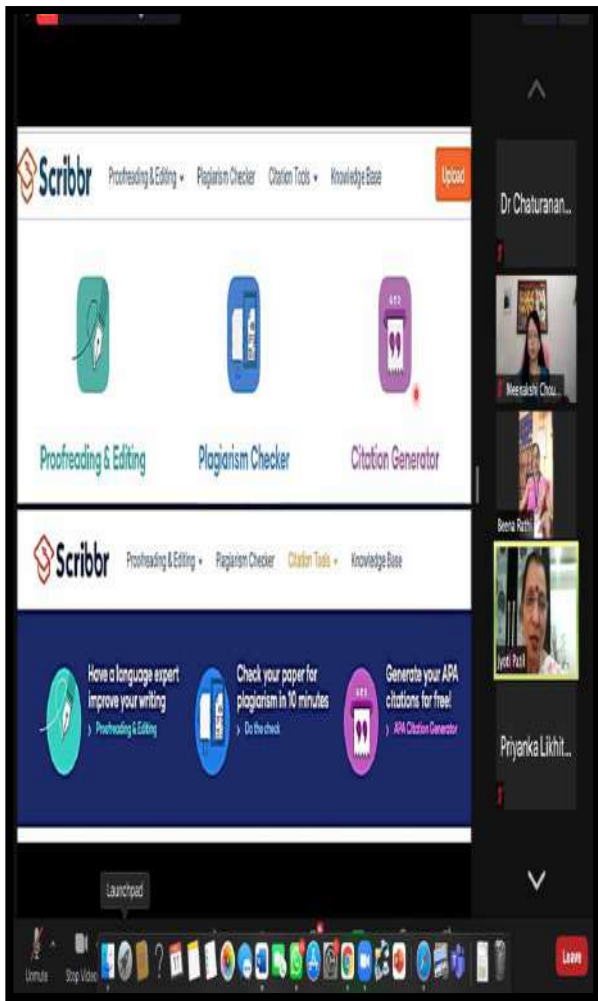 Scribbr Proofreading & Editing Plagiarism Checker Citation Tools Knowledge Base Upload
Proofreading & Editing Plagiarism Checker Citation Generator
Scribbr Proofreading & Editing Plagiarism Checker Citation Tools Knowledge Base
Have a language expert
improve your writing
> Proofreading & Editing
Check your paper for
plagiarism in 10 minutes
> Do the check
Generate your APA
citations for free!
> APA Citation Generator
Dr Chaturanan...
Meenakshi Chou...
Beena Rathi
Jyoti Patil
Priyanka Likhit...
Launchpad
Unmute Stop Video Leave